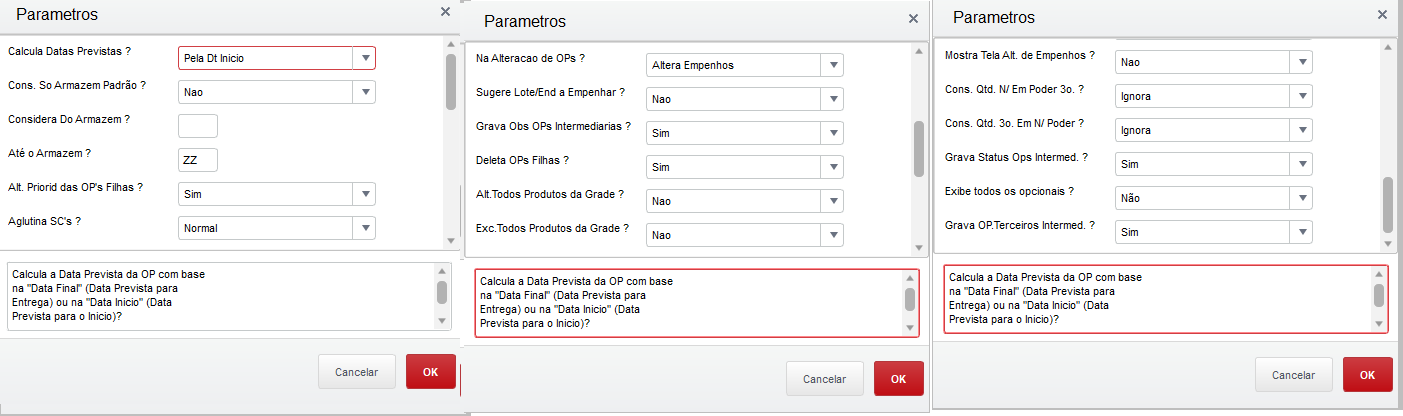 Parametros
Calcula Datas Previstas ?
Pela Dt Inicio
Cons. So Armazem Padrão ?
Nao
Considera Do Armazem ?
Até o Armazem ?
ZZ
Alt. Priorid das OP's Filhas ?
Sim
Aglutina SC's ?
Normal
Calcula a Data Prevista da OP com base
na "Data Final" (Data Prevista para
Entrega) ou na "Data Inicio" (Data
Prevista para o Inicio)?
Cancelar
OK
Parametros
Na Alteracao de OPs ?
Altera Empenhos
Sugere Lote/End a Empenhar ?
Nao
Grava Obs OPs Intermediarias ?
Sim
Deleta OPs Filhas ?
Sim
Alt.Todos Produtos da Grade ?
Nao
Exc.Todos Produtos da Grade ?
Nao
Calcula a Data Prevista da OP com base
na "Data Final" (Data Prevista para
Entrega) ou na "Data Inicio" (Data
Prevista para o Inicio)?
Cancelar
OK
Parametros
Mostra Tela Alt. de Empenhos ?
Nao
Cons. Qtd. N/ Em Poder 3o. ?
Ignora
Cons. Qtd. 3o. Em N/ Poder ?
Ignora
Grava Status Ops Intermed. ?
Sim
Exibe todos os opcionais ?
Não
Grava OP.Terceiros Intermed. ?
Sim
Calcula a Data Prevista da OP com base
na "Data Final" (Data Prevista para
Entrega) ou na "Data Inicio" (Data
Prevista para o Inicio)?
Cancelar
OK